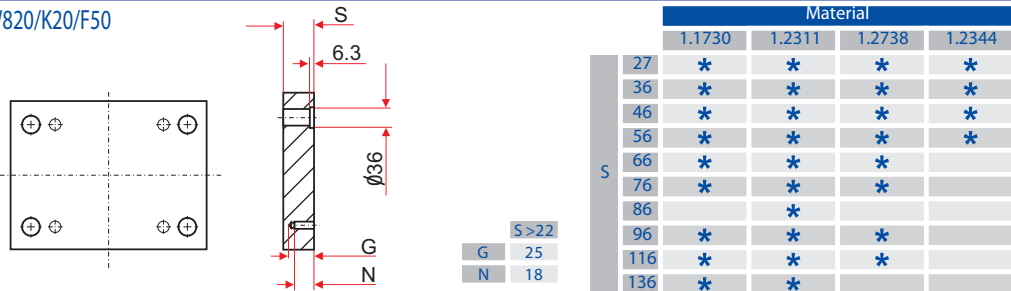 /820/K20/F50
S
6.3
ϕ36
G
N
S >22
G 25
N 18
Material
1.1730 1.2311 1.2738 1.2344
S
27 * * * *
36 * * * *
46 * * * *
56 * * * *
66 * * *
76 * * *
86 *
96 * * *
116 * * *
136 * *